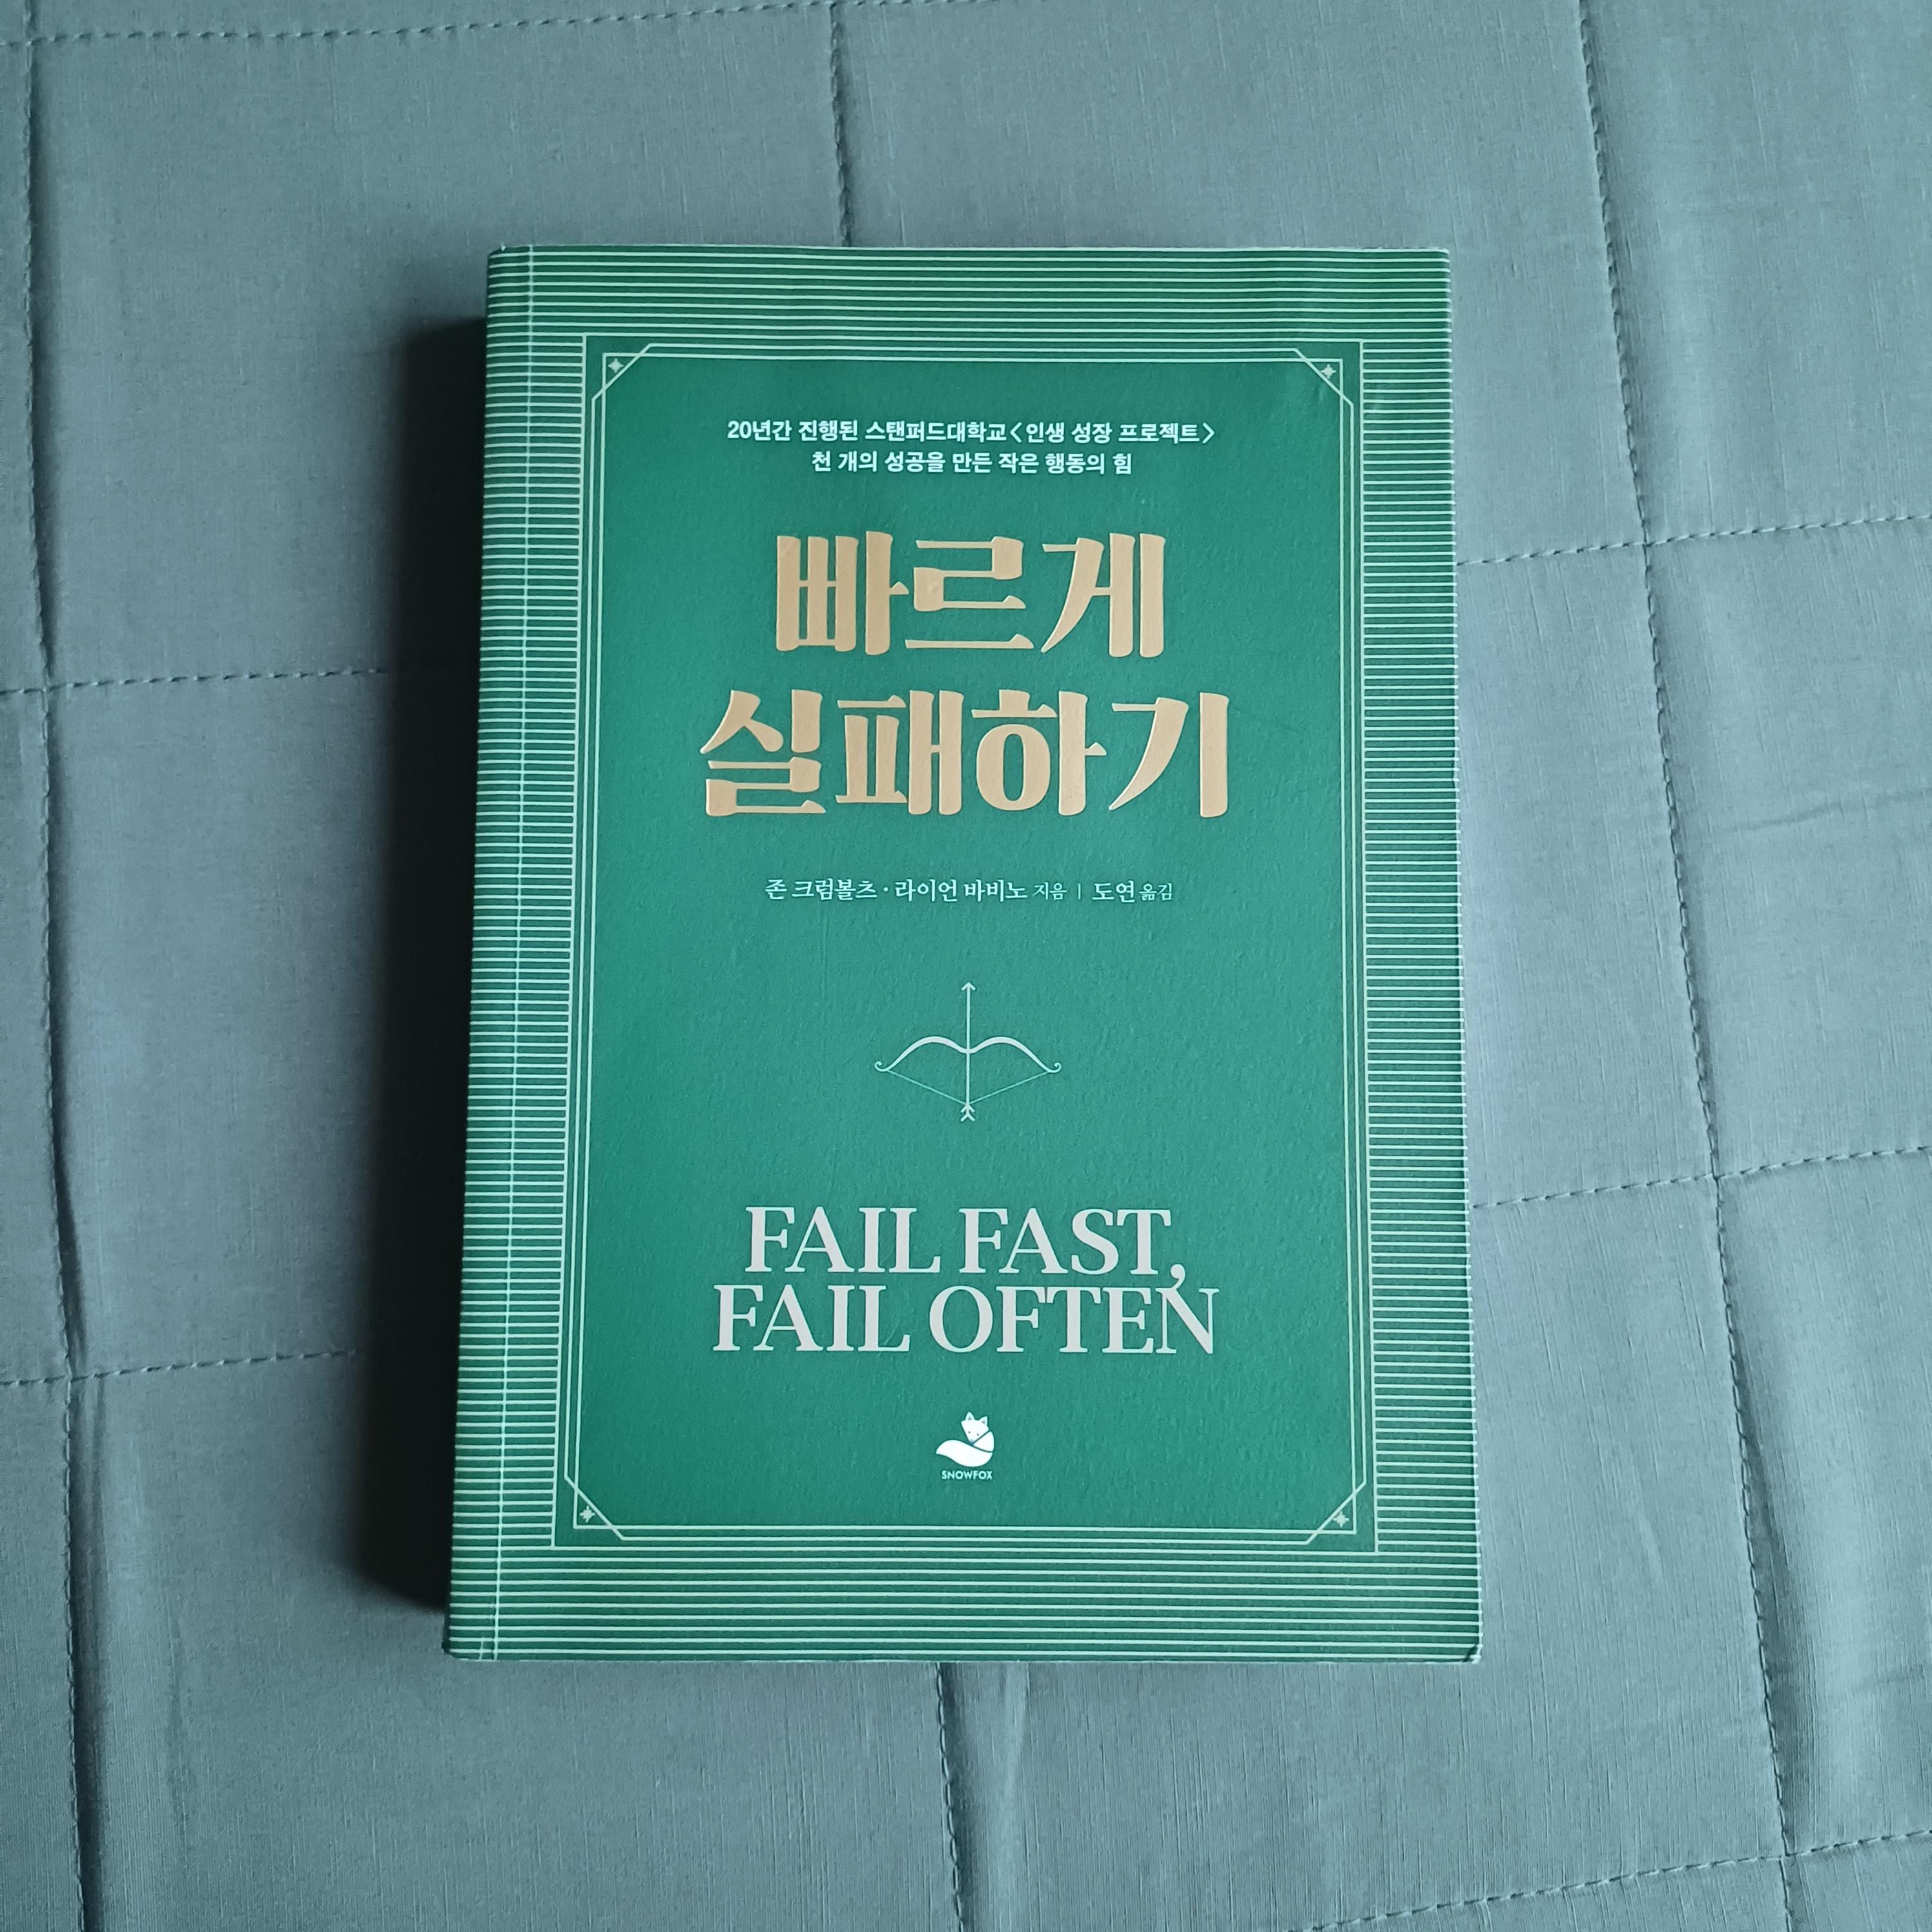 20년간 진행된 스탠퍼드대학교<인생 성장 프로젝트>
천 개의 성공을 만든 작은 행동의 힘
빠르게
실패하기
존 크럼볼츠 · 라이언 바비노 지음 | 도연 옮김
FAIL FAST,
FAIL OFTEN
SNOWFOX